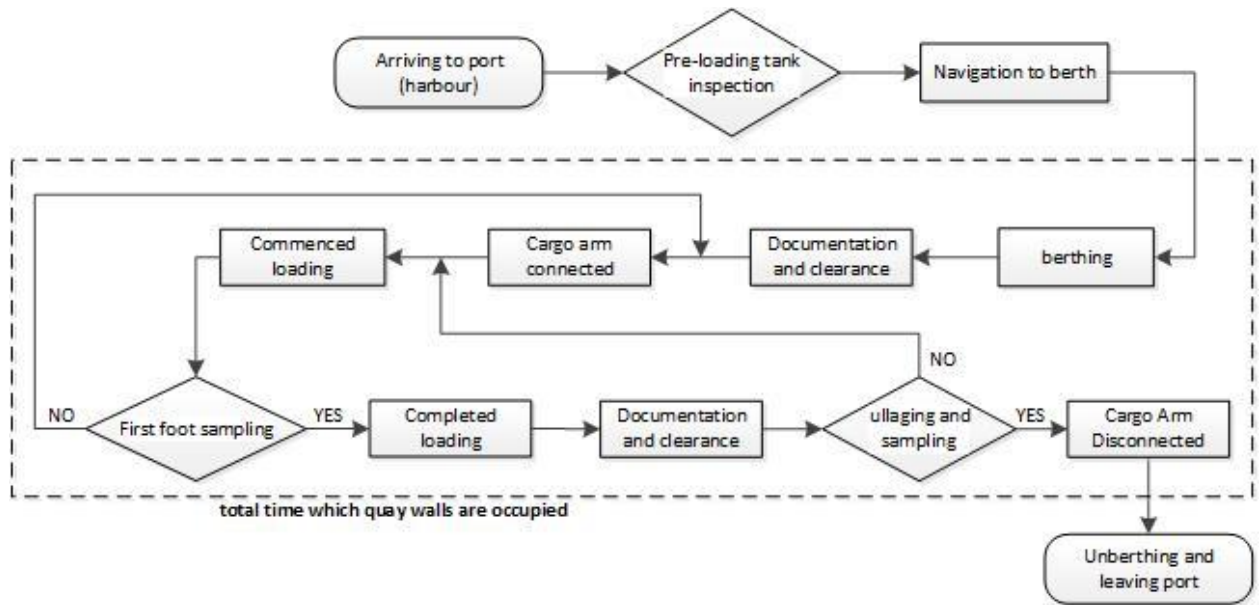 Arriving to port
(harbour)
Pre-loading tank
inspection
Navigation to berth
Commenced
loading
Cargo arm
connected
Documentation
and clearance
berthing
NO
NO
First foot sampling
YES
Completed
loading
Documentation
and clearance
ullaging and
sampling
YES
Cargo Arm
Disconnected
total time which quay walls are occupied
Unberthing and
leaving port